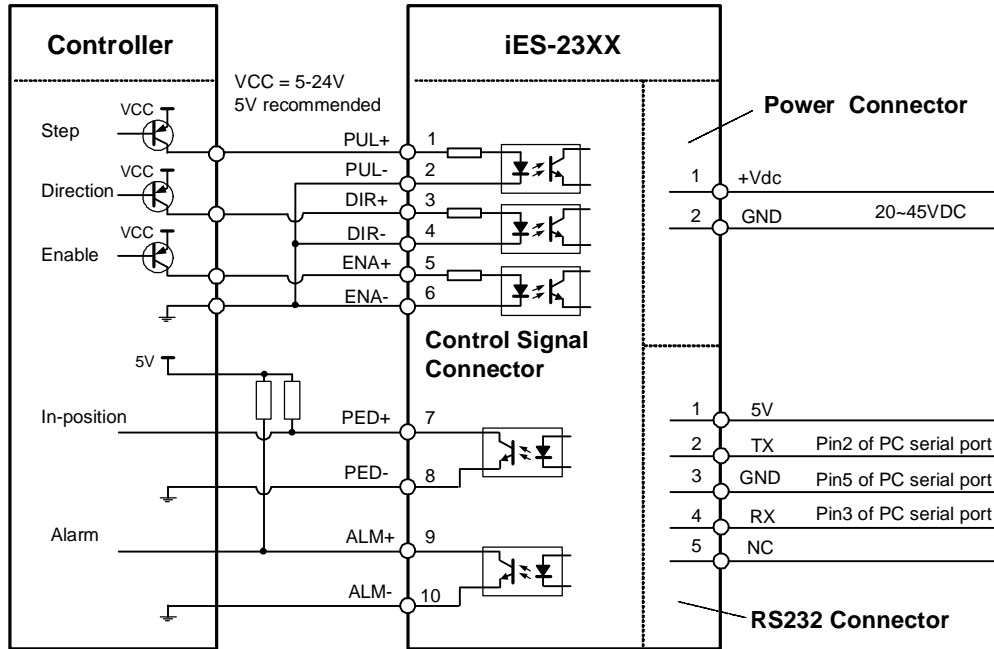 Controller
iES-23XX
VCC = 5-24V
5V recommended
Power Connector
VCC
Step
PUL+
1
PUL-
2
VCC
Direction
DIR+
3
DIR-
4
VCC
Enable
ENA+
5
ENA-
6
1
+Vdc
2
GND
20~45VDC
Control Signal
Connector
5V
In-position
PED+
7
PED-
8
Alarm
ALM+
9
ALM-
10
1
5V
2
TX
Pin2 of PC serial port
3
GND
Pin5 of PC serial port
4
RX
Pin3 of PC serial port
5
NC
RS232 Connector